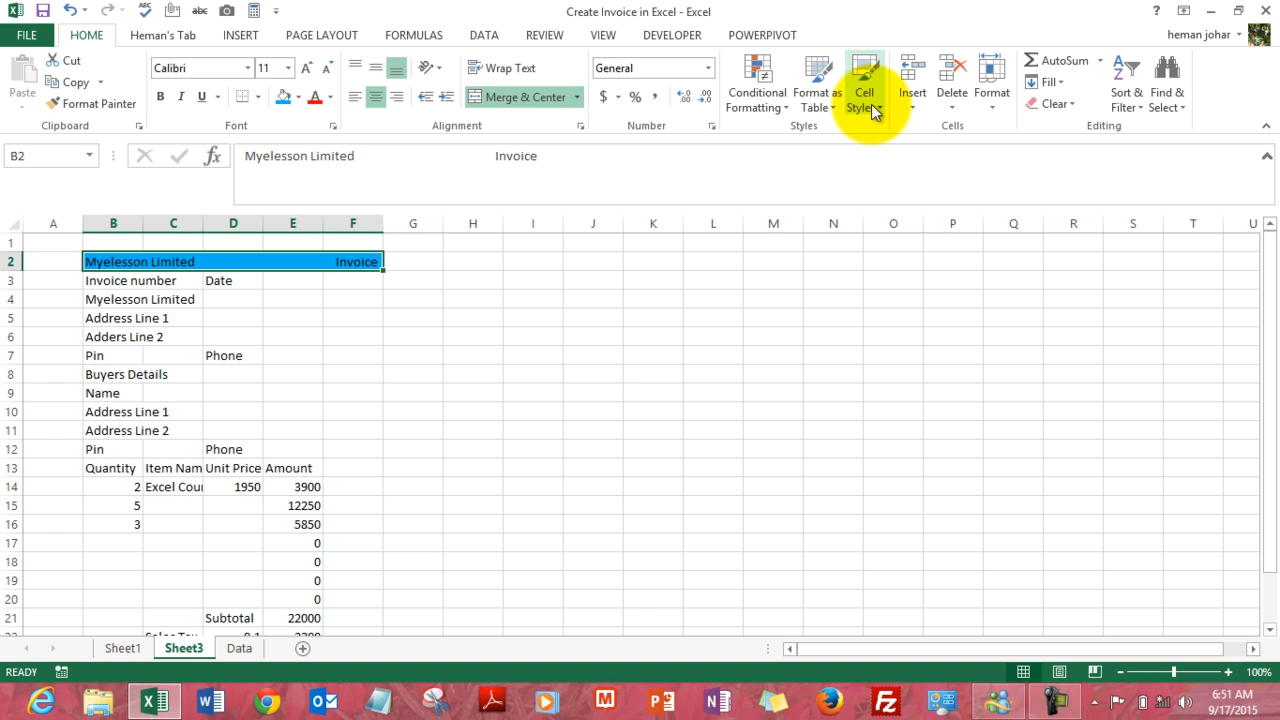 Create Invoice in Excel - Excel
?
FILE HOME Heman's Tab INSERT PAGE LAYOUT FORMULAS DATA REVIEW VIEW DEVELOPER POWERPIVOT heman johar
Paste Cut Copy Format Painter Clipboard
Calibri 11 B I U A Font
Wrap Text Merge & Center Alignment
General $ % , Number
Conditional Formatting Format as Table Cell Styles Styles
Insert Delete Format Cells
AutoSum Fill Clear Sort & Filter Find & Select Editing
B2 fx Myelesson Limited Invoice
A B C D E F G H I J K L M N O P Q R S T U
1
2 Myelesson Limited Invoice
3 Invoice number Date
4 Myelesson Limited
5 Address Line 1
6 Adders Line 2
7 Pin Phone
8 Buyers Details
9 Name
10 Address Line 1
11 Address Line 2
12 Pin Phone
13 Quantity Item Nam Unit Price Amount
14 2 Excel Cour 1950 3900
15 5 12250
16 3 5850
17 0
18 0
19 0
20 0
21 Subtotal 22000
Sheet1 Sheet3 Data
READY 100%
6:51 AM
9/17/2015